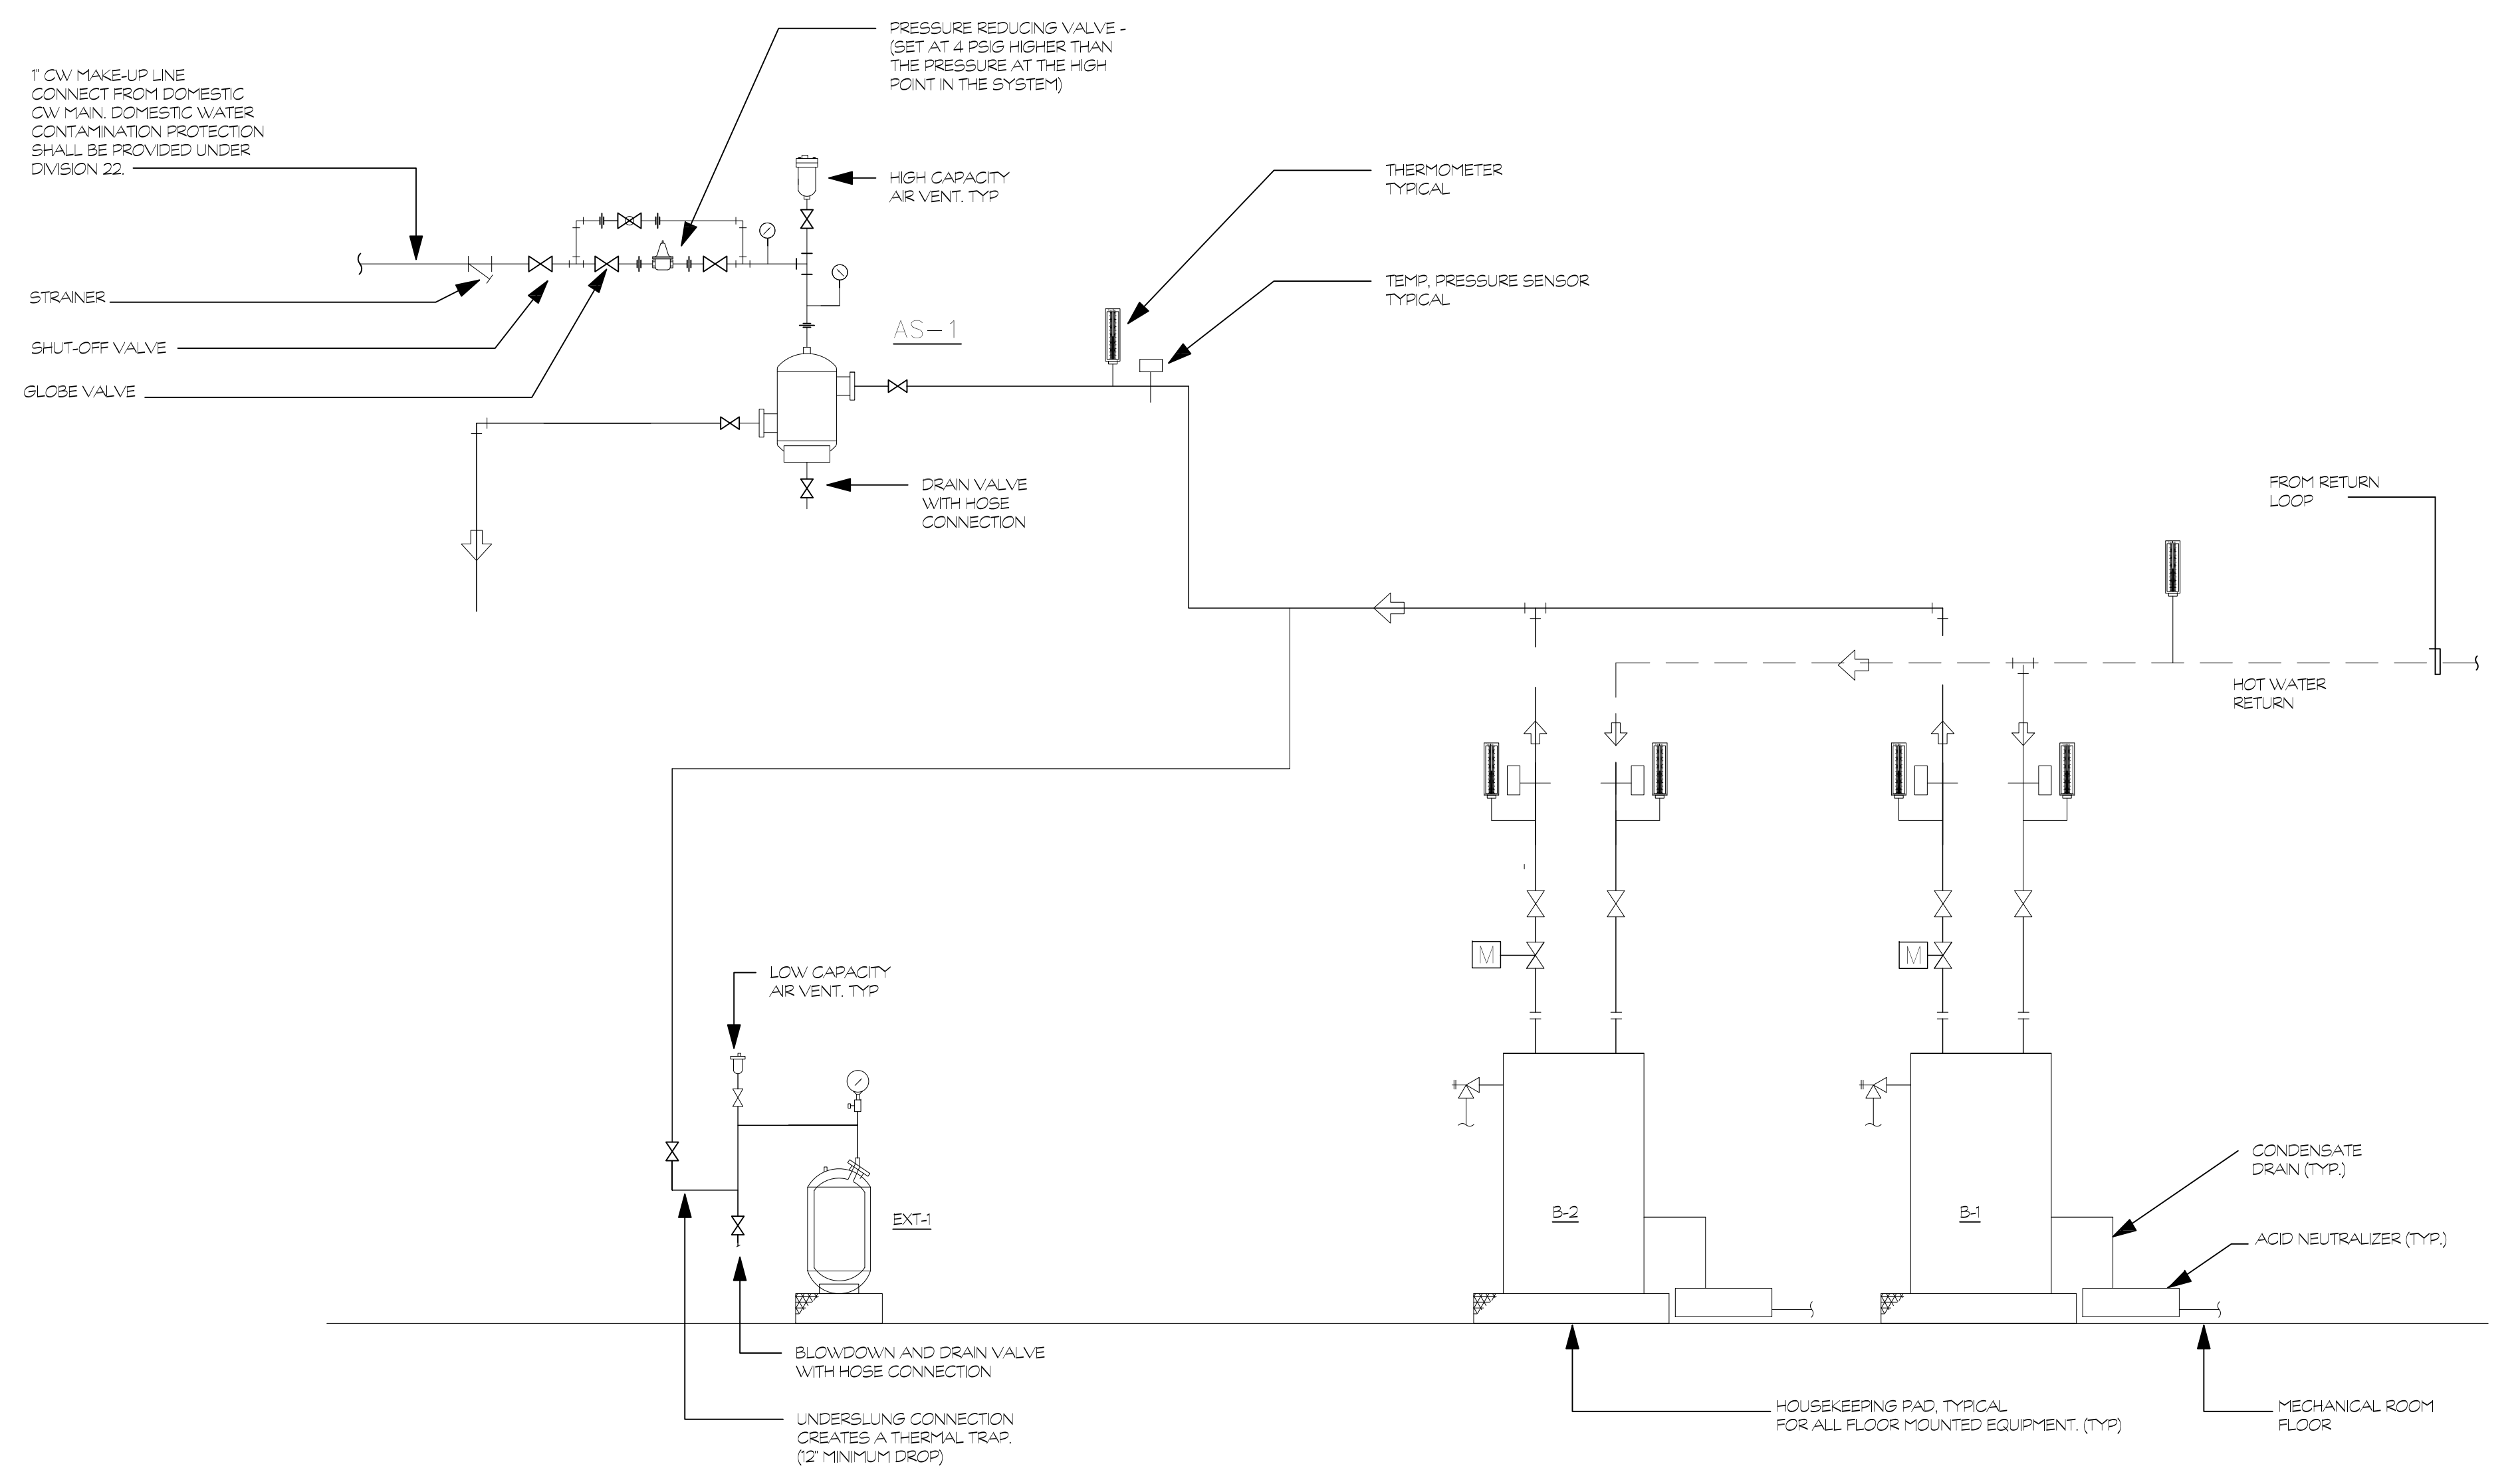 PRESSURE REDUCING VALVE -
(SET AT 4 PSIG HIGHER THAN
THE PRESSURE AT THE HIGH
POINT IN THE SYSTEM)
1" CW MAKE-UP LINE
CONNECT FROM DOMESTIC
CW MAIN. DOMESTIC WATER
CONTAMINATION PROTECTION
SHALL BE PROVIDED UNDER
DIVISION 22.
HIGH CAPACITY
AIR VENT. TYP
THERMOMETER
TYPICAL
TEMP, PRESSURE SENSOR
TYPICAL
STRAINER
SHUT-OFF VALVE
GLOBE VALVE
AS-1
DRAIN VALVE
WITH HOSE
CONNECTION
FROM RETURN
LOOP
HOT WATER
RETURN
M
M
LOW CAPACITY
AIR VENT. TYP
EXT-1
B-2
B-1
CONDENSATE
DRAIN (TYP.)
ACID NEUTRALIZER (TYP.)
BLOWDOWN AND DRAIN VALVE
WITH HOSE CONNECTION
UNDERSLUNG CONNECTION
CREATES A THERMAL TRAP.
(12" MINIMUM DROP)
HOUSEKEEPING PAD, TYPICAL
FOR ALL FLOOR MOUNTED EQUIPMENT. (TYP)
MECHANICAL ROOM
FLOOR